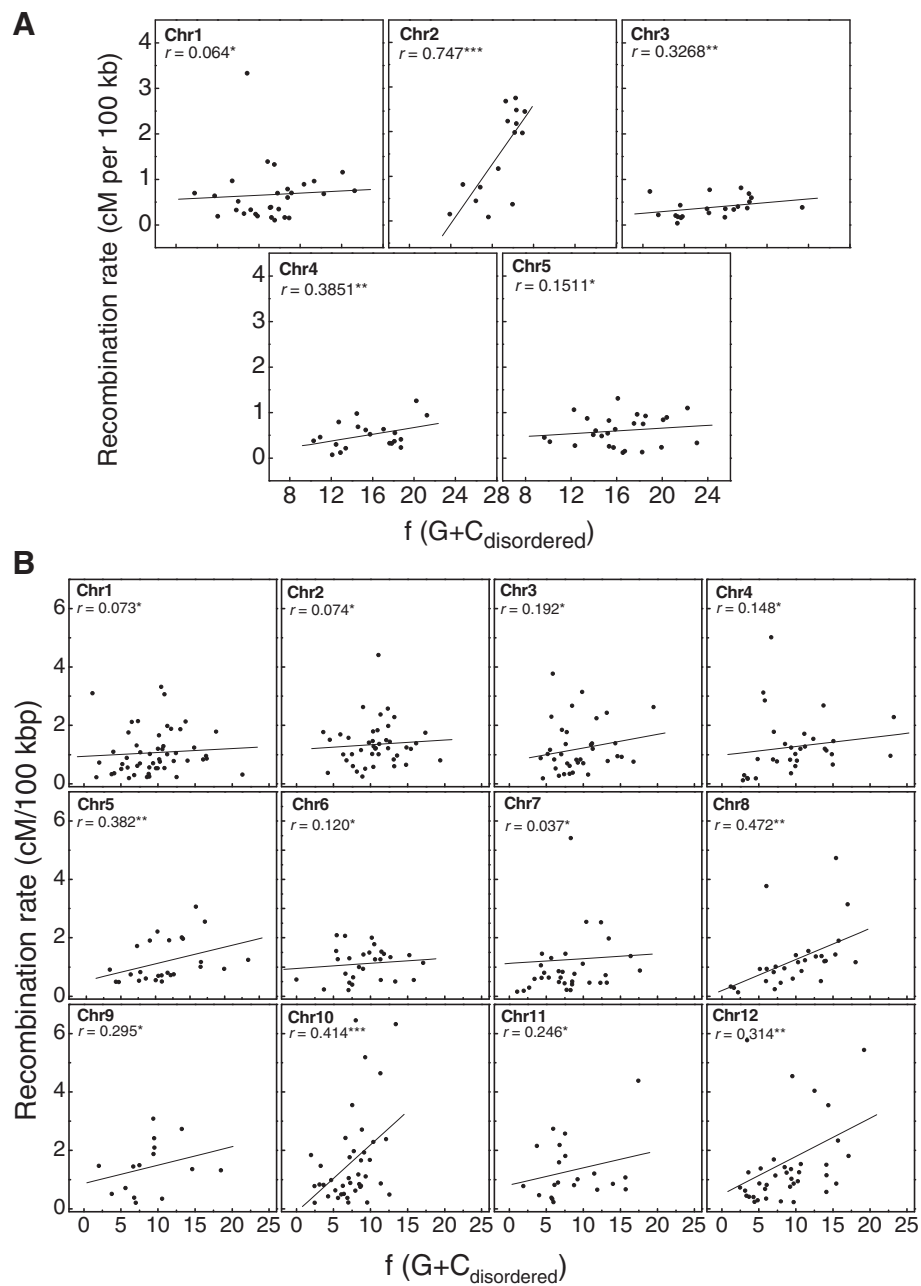 A
Recombination rate (cM per 100 kb)
Chr1
r = 0.064*
Chr2
r = 0.747***
Chr3
r = 0.3268**
4
3
2
1
0
Chr4
r = 0.3851**
Chr5
r = 0.1511*
4
3
2
1
0
8 12 16 20 24 28
8 12 16 20 24
f (G+Cdisordered)
B
Recombination rate (cM/100 kbp)
Chr1
r = 0.073*
Chr2
r = 0.074*
Chr3
r = 0.192*
Chr4
r = 0.148*
6
4
2
0
Chr5
r = 0.382**
Chr6
r = 0.120*
Chr7
r = 0.037*
Chr8
r = 0.472**
6
4
2
0
Chr9
r = 0.295*
Chr10
r = 0.414***
Chr11
r = 0.246*
Chr12
r = 0.314**
6
4
2
0
0 5 10 15 20 25
0 5 10 15 20 25
0 5 10 15 20 25
0 5 10 15 20 25
f (G+Cdisordered)